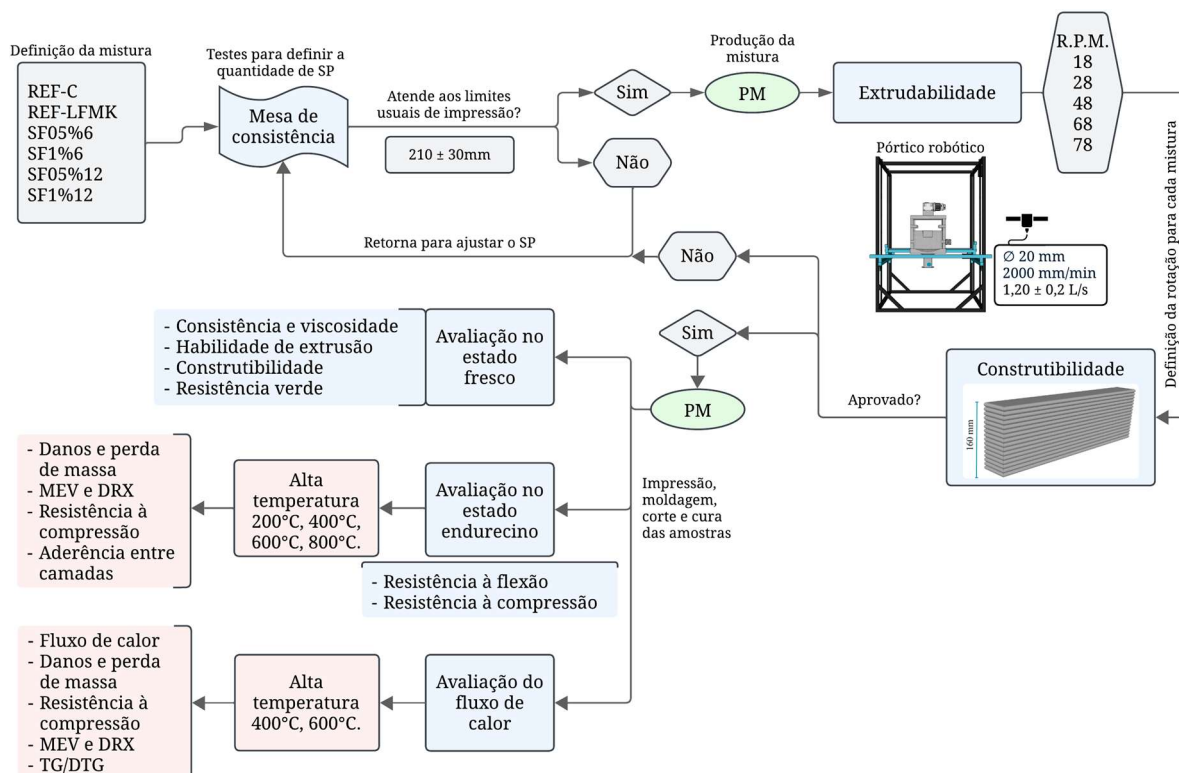 Definição da mistura
REF-C
REF-LFMK
SF05%6
SF1%6
SF05%12
SF1%12
Testes para definir a
quantidade de SP
Mesa de
consistência
Atende aos limites
usuais de impressão?
210 ± 30mm
Sim
Não
Retorna para ajustar o SP
Produção da
mistura
PM
Extrudabilidade
R.P.M.
18
28
48
68
78
Definição da rotação para cada mistura
Pórtico robótico
∅ 20 mm
2000 mm/min
1,20 ± 0,2 L/s
Construtibilidade
160 mm
Aprovado?
Não
Sim
PM
Impressão,
moldagem,
corte e cura
das amostras
Avaliação no
estado
fresco
- Consistência e viscosidade
- Habilidade de extrusão
- Construtibilidade
- Resistência verde
Avaliação no
estado
endurecino
- Resistência à flexão
- Resistência à compressão
Alta
temperatura
200°C, 400°C,
600°C, 800°C.
- Danos e perda
de massa
- MEV e DRX
- Resistência à
compressão
- Aderência entre
camadas
Avaliação do
fluxo de
calor
Alta
temperatura
400°C, 600°C.
- Fluxo de calor
- Danos e perda
de massa
- Resistência à
compressão
- MEV e DRX
- TG/DTG